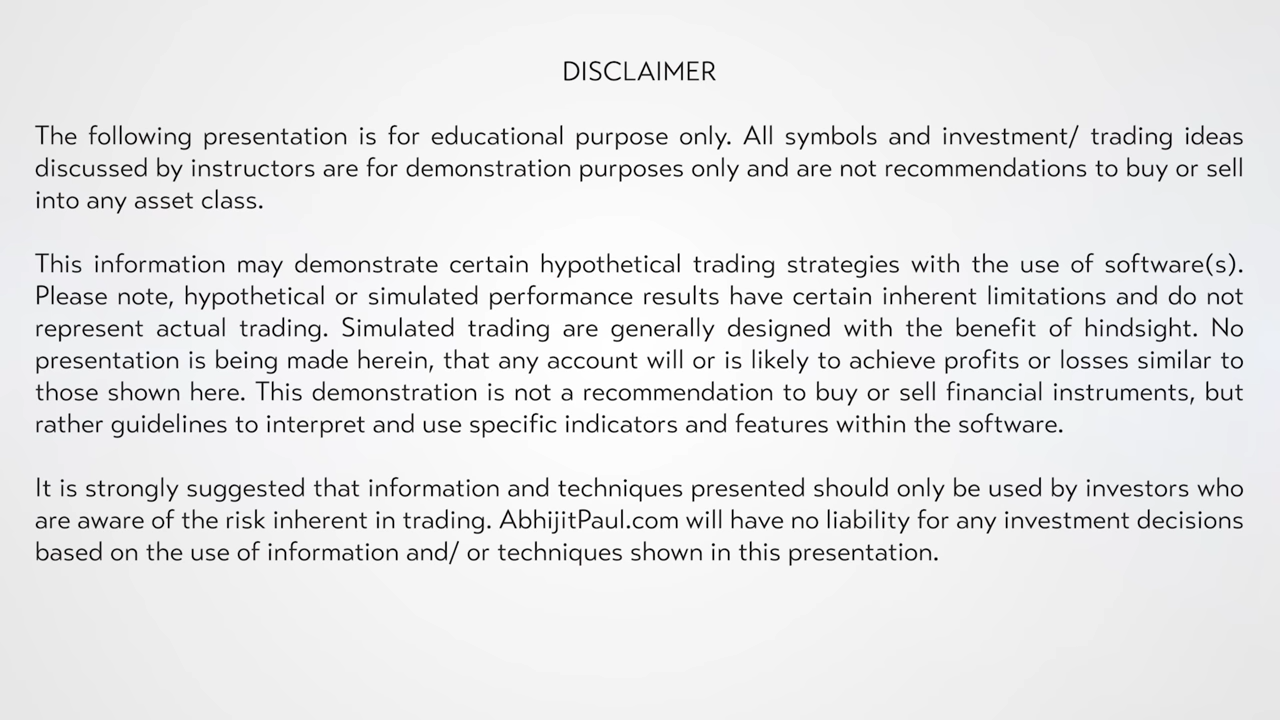 DISCLAIMER
The following presentation is for educational purpose only. All symbols and investment/ trading ideas
discussed by instructors are for demonstration purposes only and are not recommendations to buy or sell
into any asset class.
This information may demonstrate certain hypothetical trading strategies with the use of software(s).
Please note, hypothetical or simulated performance results have certain inherent limitations and do not
represent actual trading. Simulated trading are generally designed with the benefit of hindsight. No
presentation is being made herein, that any account will or is likely to achieve profits or losses similar to
those shown here. This demonstration is not a recommendation to buy or sell financial instruments, but
rather guidelines to interpret and use specific indicators and features within the software.
It is strongly suggested that information and techniques presented should only be used by investors who
are aware of the risk inherent in trading. AbhijitPaul.com will have no liability for any investment decisions
based on the use of information and/ or techniques shown in this presentation.